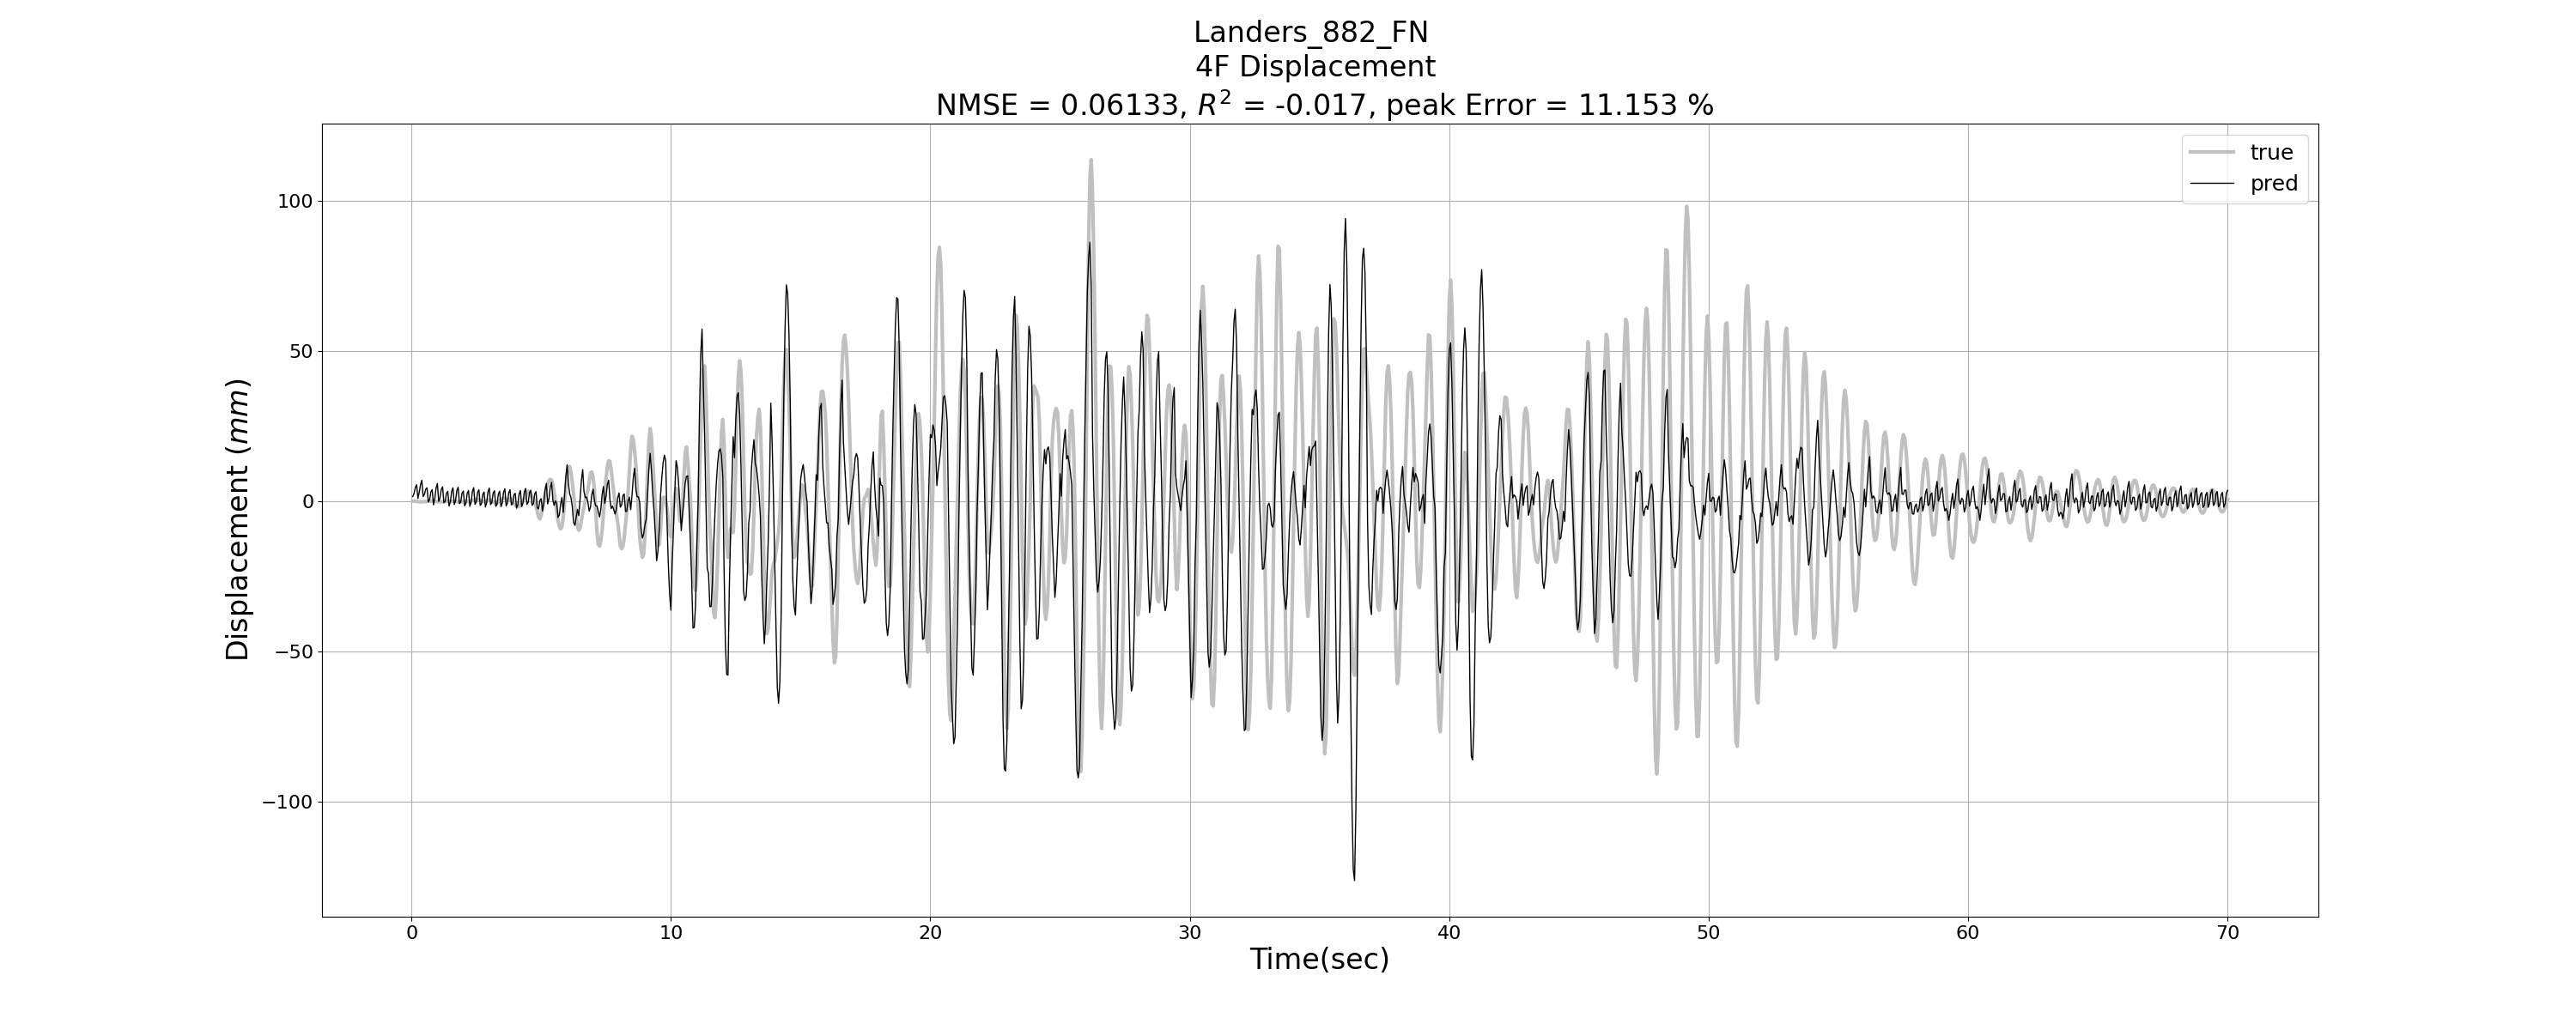 Landers_882_FN
4F Displacement
NMSE = 0.06133, R² = -0.017, peak Error = 11.153 %
true
pred
Displacement (mm)
100
50
0
−50
−100
0 10 20 30 40 50 60 70
Time(sec)